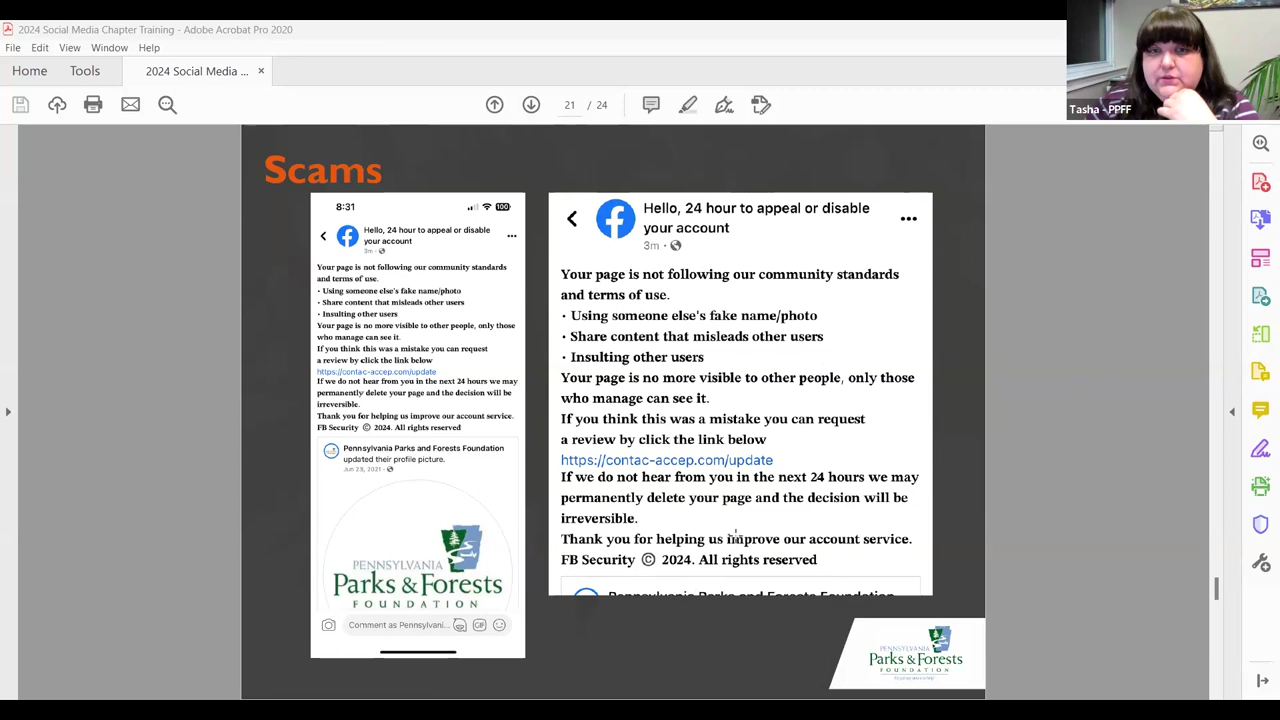 2024 Social Media Chapter Training - Adobe Acrobat Pro 2020
File Edit View Window Help
Home Tools 2024 Social Media ... ×
21 / 24
Tasha - PPFF
Scams
8:31
100
Hello, 24 hour to appeal or disable
your account
3m ·
Your page is not following our community standards
and terms of use.
• Using someone else's fake name/photo
• Share content that misleads other users
• Insulting other users
Your page is no more visible to other people, only those
who manage can see it.
If you think this was a mistake you can request
a review by click the link below
https://contac-accep.com/update
If we do not hear from you in the next 24 hours we may
permanently delete your page and the decision will be
irreversible.
Thank you for helping us improve our account service.
FB Security © 2024. All rights reserved
Pennsylvania Parks and Forests Foundation
updated their profile picture.
Jun 23, 2021 ·
PENNSYLVANIA
Parks & Forests
FOUNDATION
Comment as Pennsylvani...
GIF
Hello, 24 hour to appeal or disable
your account
3m ·
Your page is not following our community standards
and terms of use.
• Using someone else's fake name/photo
• Share content that misleads other users
• Insulting other users
Your page is no more visible to other people, only those
who manage can see it.
If you think this was a mistake you can request
a review by click the link below
https://contac-accep.com/update
If we do not hear from you in the next 24 hours we may
permanently delete your page and the decision will be
irreversible.
Thank you for helping us improve our account service.
FB Security © 2024. All rights reserved
Pennsylvania Parks and Forests Foundation
PENNSYLVANIA
Parks & Forests
FOUNDATION